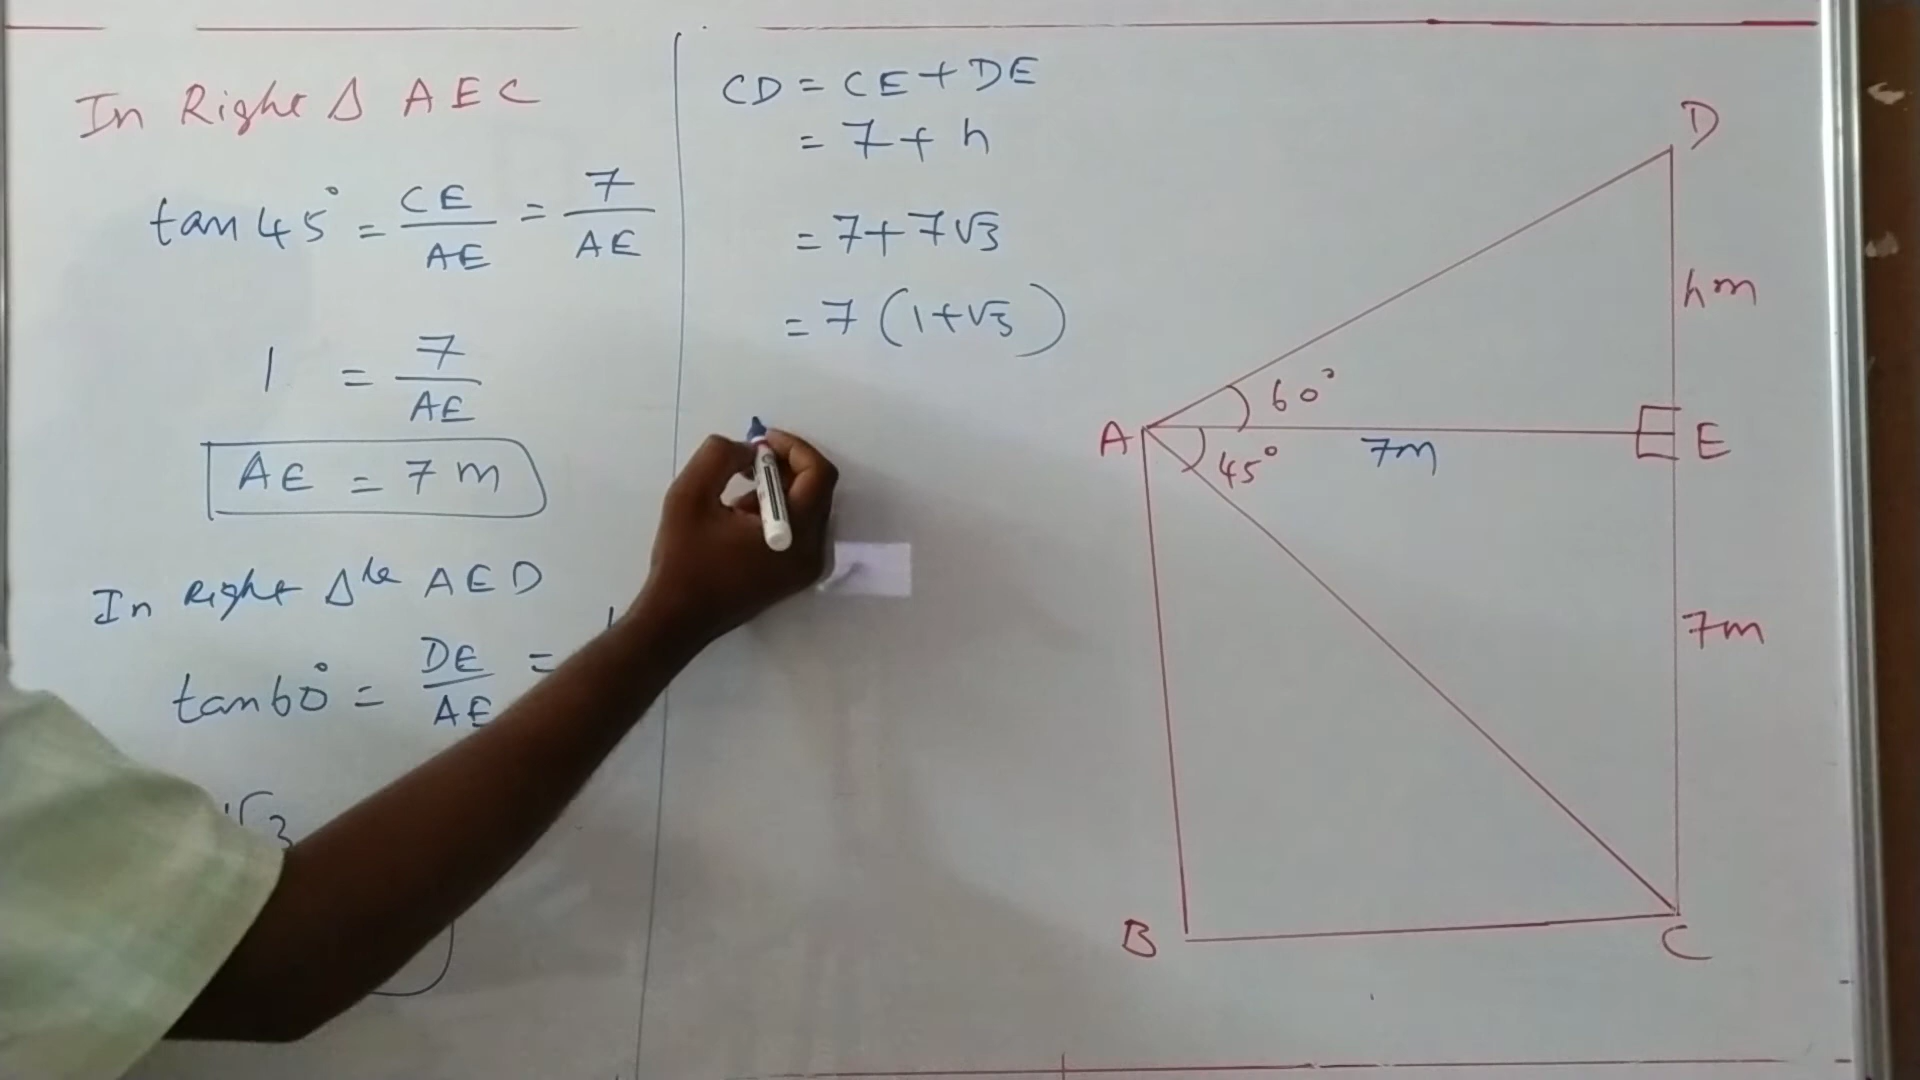 In Right Δ AEC
tan 45° = CE/AE = 7/AE
1 = 7/AE
AE = 7 m
In Right Δle AED
tan 60° = DE/AE =
√3
CD = CE + DE
= 7 + h
= 7 + 7√3
= 7 (1+√3)
D
hm
60°
A
45°
7m
E
7m
B
C